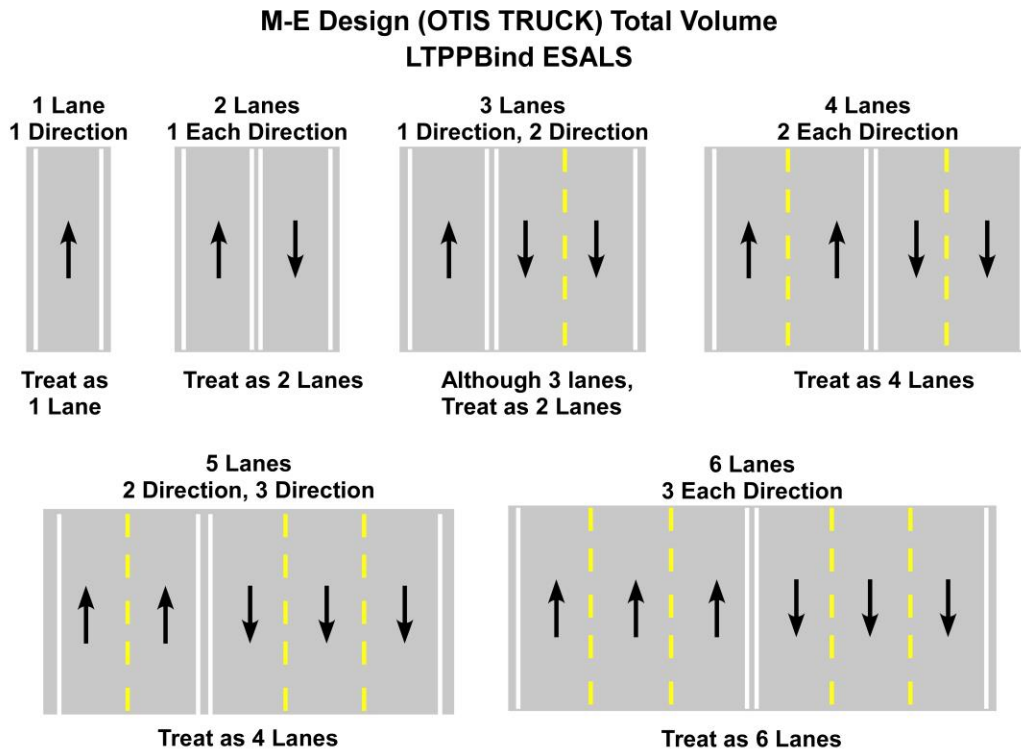 M-E Design (OTIS TRUCK) Total Volume
LTPPBind ESALS
1 Lane
1 Direction
2 Lanes
1 Each Direction
3 Lanes
1 Direction, 2 Direction
4 Lanes
2 Each Direction
Treat as
1 Lane
Treat as 2 Lanes
Although 3 lanes,
Treat as 2 Lanes
Treat as 4 Lanes
5 Lanes
2 Direction, 3 Direction
6 Lanes
3 Each Direction
Treat as 4 Lanes
Treat as 6 Lanes